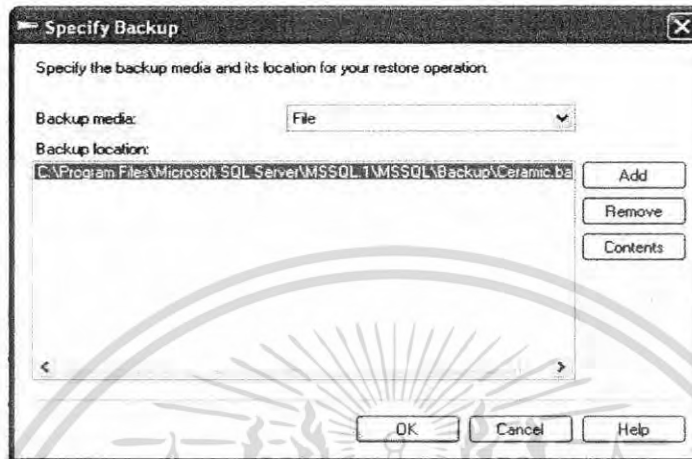 Specify Backup
Specify the backup media and its location for your restore operation.
Backup media: File
Backup location:
C:\Program Files\Microsoft SQL Server\MSSQL.1\MSSQL\Backup\Ceramic.ba
Add
Remove
Contents
OK Cancel Help